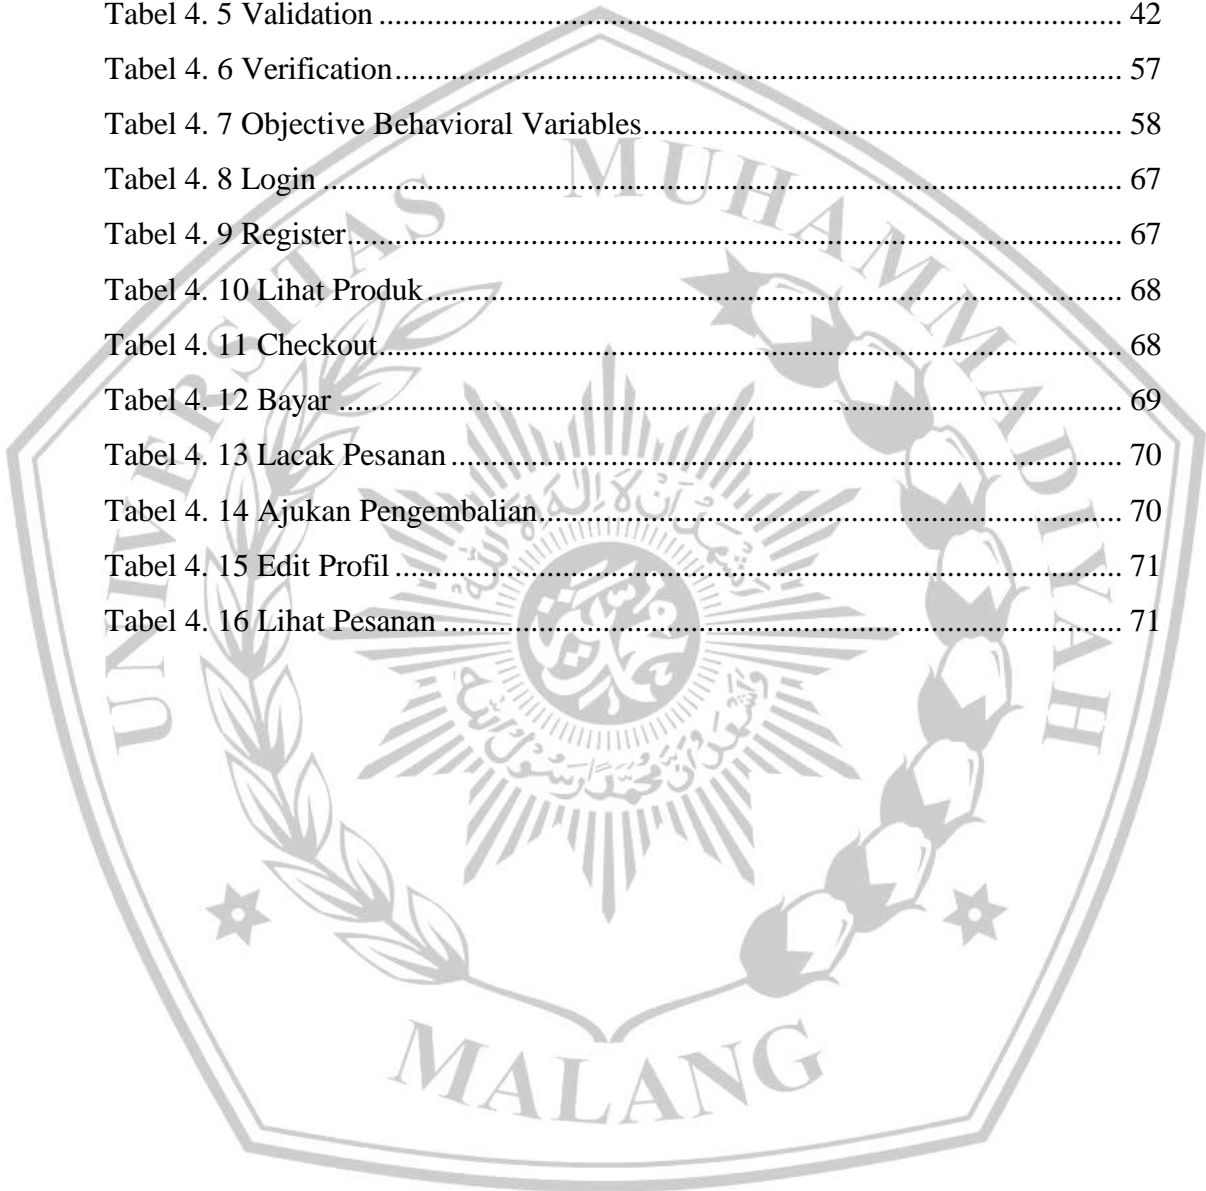 Tabel 4. 5 Validation ............................................................................................. 42
Tabel 4. 6 Verification........................................................................................... 57
Tabel 4. 7 Objective Behavioral Variables............................................................ 58
Tabel 4. 8 Login .................................................................................................... 67
Tabel 4. 9 Register................................................................................................. 67
Tabel 4. 10 Lihat Produk....................................................................................... 68
Tabel 4. 11 Checkout............................................................................................. 68
Tabel 4. 12 Bayar .................................................................................................. 69
Tabel 4. 13 Lacak Pesanan .................................................................................... 70
Tabel 4. 14 Ajukan Pengembalian......................................................................... 70
Tabel 4. 15 Edit Profil ........................................................................................... 71
Tabel 4. 16 Lihat Pesanan ..................................................................................... 71
UNIVERSITAS MUHAMMADIYAH
MALANG